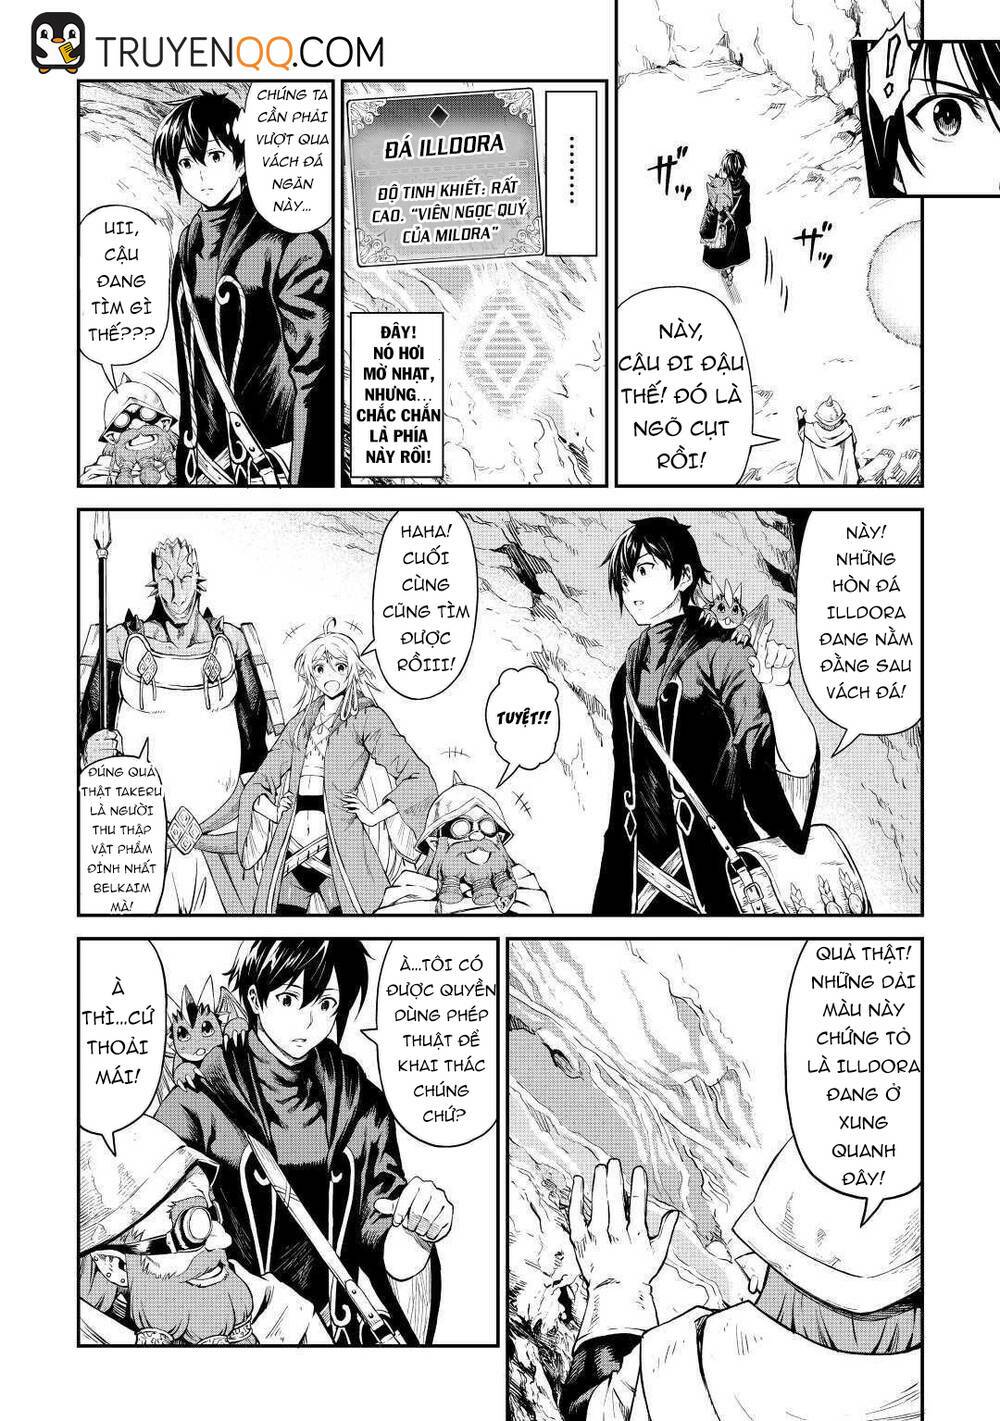 TRUYENQQ.COM
NÀY,
CẬU ĐI ĐẬU
THẾ! ĐÓ LÀ
NGÕ CỤT
RỒI!
..........
ĐÁ ILLDORA
ĐỘ TINH KHIẾT: RẤT
CAO. "VIÊN NGỌC QUÝ
CỦA MILDRA"
ĐÂY!
NÓ HƠI
MỜ NHẠT,
NHƯNG...
CHẮC CHẮN
LÀ PHÍA
NÀY RỒI!
CHÚNG TA
CẦN PHẢI
VƯỢT QUA
VÁCH ĐÁ
NGĂN
NÀY...
UII,
CẬU
ĐANG
TÌM GÌ
THẾ???
NÀY!
NHỮNG
HÒN ĐÁ
ILLDORA
ĐANG NẰM
ĐẰNG SAU
VÁCH ĐÁ!
TUYỆT!!
HAHA!
CUỐI
CÙNG
CŨNG TÌM
ĐƯỢC
RỒIII!
ĐÚNG QUẢ
THẬT TAKERU
LÀ NGƯỜI
THU THẬP
VẬT PHẨM
ĐỈNH NHẤT
BELKAIM
MÀ!
QUẢ THẬT!
NHỮNG DẢI
MÀU NÀY
CHỨNG TỎ
LÀ ILLDORA
ĐANG Ở
XUNG
QUANH
ĐÂY!
À...TÔI CÓ
ĐƯỢC QUYỀN
DÙNG PHÉP
THUẬT ĐỂ
KHAI THÁC
CHÚNG
CHỨ?
À
THÌ...CỨ
THOẢI
MÁI!